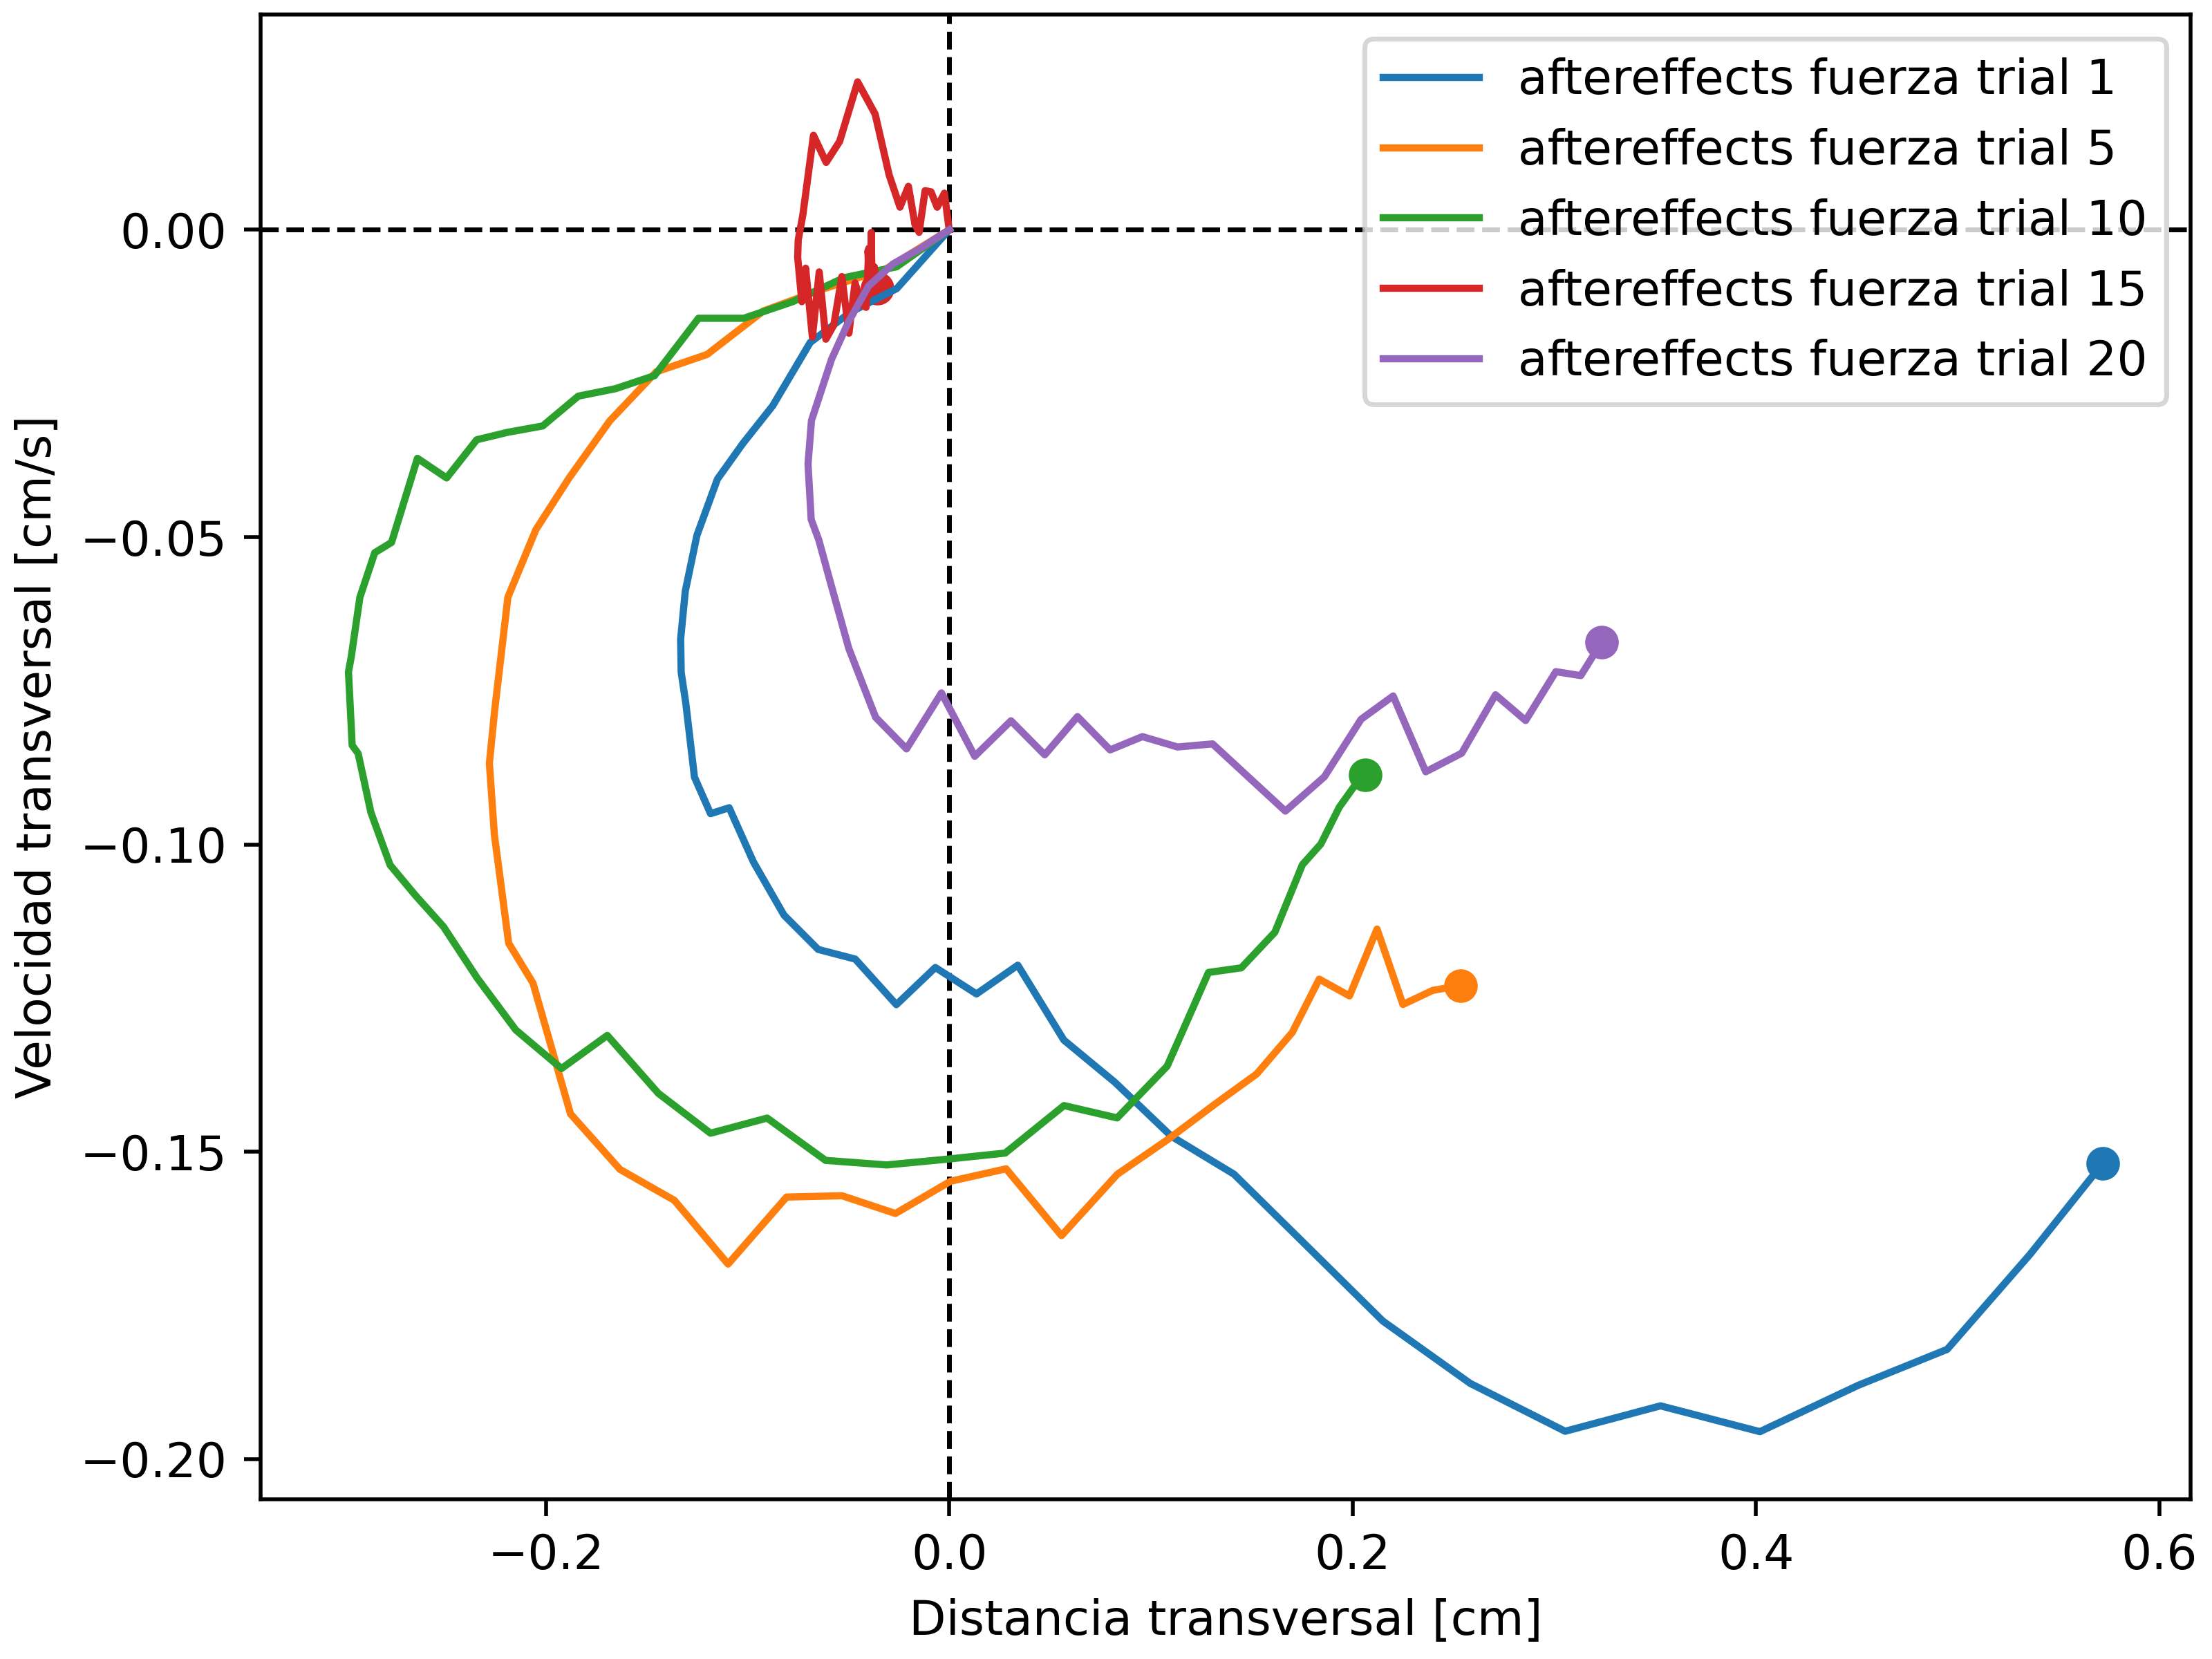 aftereffects fuerza trial 1
aftereffects fuerza trial 5
aftereffects fuerza trial 10
aftereffects fuerza trial 15
aftereffects fuerza trial 20
Velocidad transversal [cm/s]
0.00
−0.05
−0.10
−0.15
−0.20
−0.2
0.0
0.2
0.4
0.6
Distancia transversal [cm]